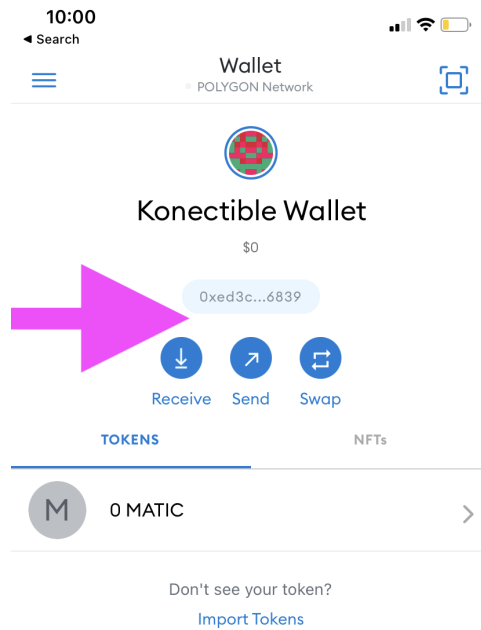 10:00
◀ Search
Wallet
POLYGON Network
Konectible Wallet
$0
0xed3c...6839
Receive Send Swap
TOKENS NFTs
M 0 MATIC
Don't see your token?
Import Tokens